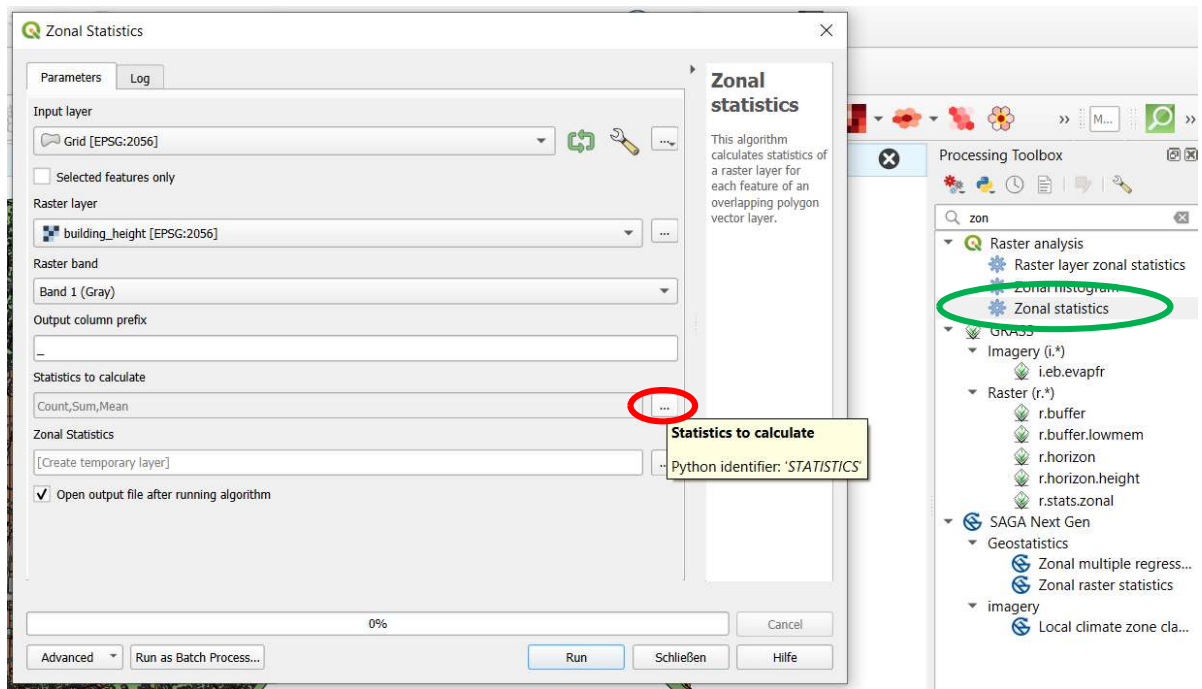 Zonal Statistics
Parameters
Log
Input layer
Grid [EPSG:2056]
...
Selected features only
Raster layer
building_height [EPSG:2056]
...
Raster band
Band 1 (Gray)
Output column prefix
_
Statistics to calculate
Count,Sum,Mean
...
Zonal Statistics
[Create temporary layer]
Open output file after running algorithm
Zonal
statistics
This algorithm
calculates statistics of
a raster layer for
each feature of an
overlapping polygon
vector layer.
Statistics to calculate
Python identifier: 'STATISTICS'
0%
Cancel
Advanced
Run as Batch Process...
Run
Schließen
Hilfe
»
M...
»
Processing Toolbox
zon
Raster analysis
Raster layer zonal statistics
Zonal histogram
Zonal statistics
GRASS
Imagery (i.*)
i.eb.evapfr
Raster (r.*)
r.buffer
r.buffer.lowmem
r.horizon
r.horizon.height
r.stats.zonal
SAGA Next Gen
Geostatistics
Zonal multiple regress...
Zonal raster statistics
imagery
Local climate zone cla...